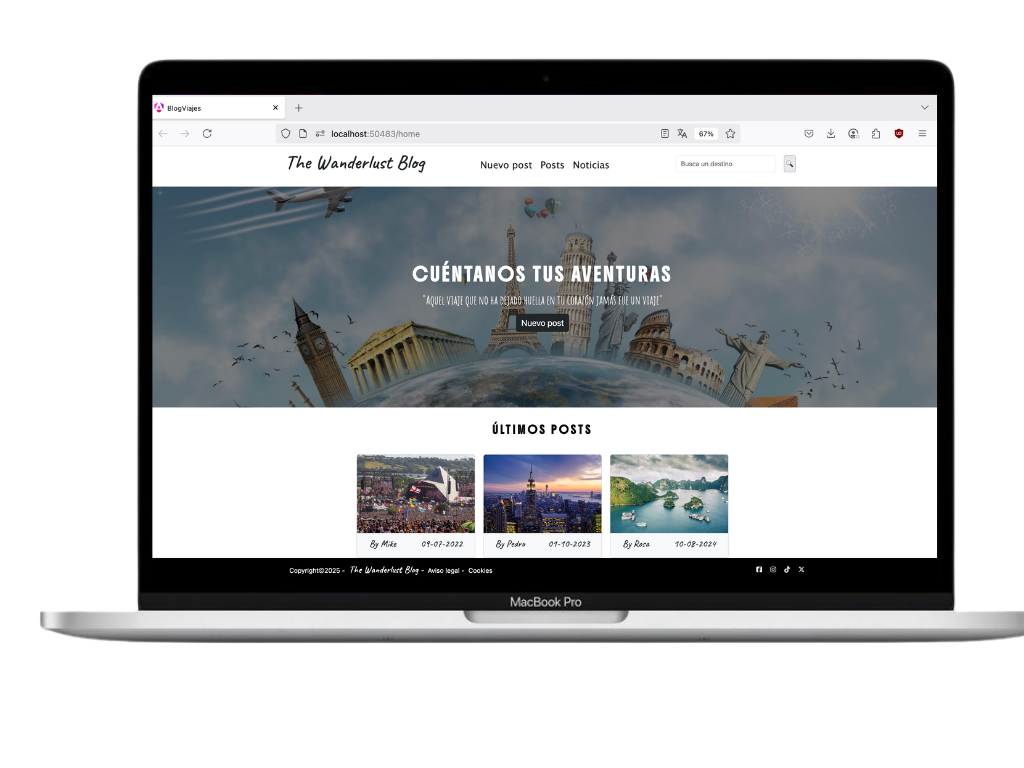 BlogViajes
localhost:50483/home
67%
The Wanderlust Blog
Nuevo post Posts Noticias
Busca un destino
CUÉNTANOS TUS AVENTURAS
"AQUEL VIAJE QUE NO HA DEJADO HUELLA EN TU CORAZÓN JAMÁS FUE UN VIAJE"
Nuevo post
ÚLTIMOS POSTS
By Mike 09-07-2022
By Pedro 01-10-2023
By Rosa 10-08-2024
Copyright©2025 - The Wanderlust Blog - Aviso legal - Cookies
MacBook Pro